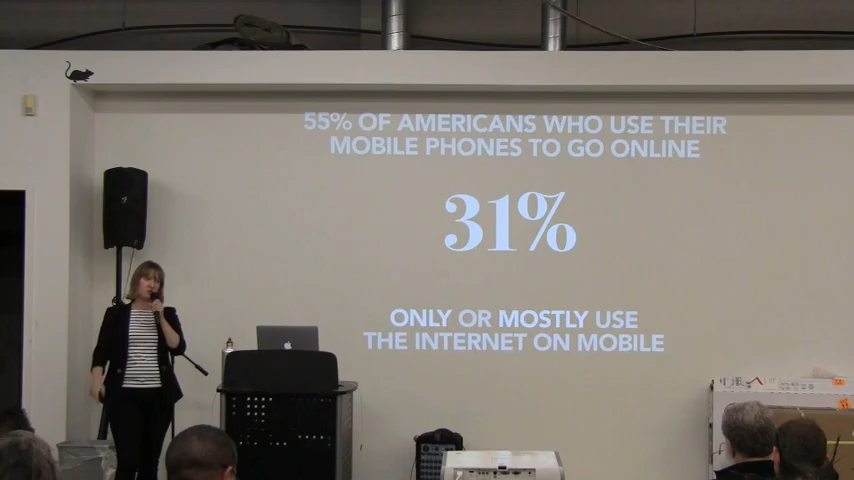 55% OF AMERICANS WHO USE THEIR
MOBILE PHONES TO GO ONLINE
31%
ONLY OR MOSTLY USE
THE INTERNET ON MOBILE